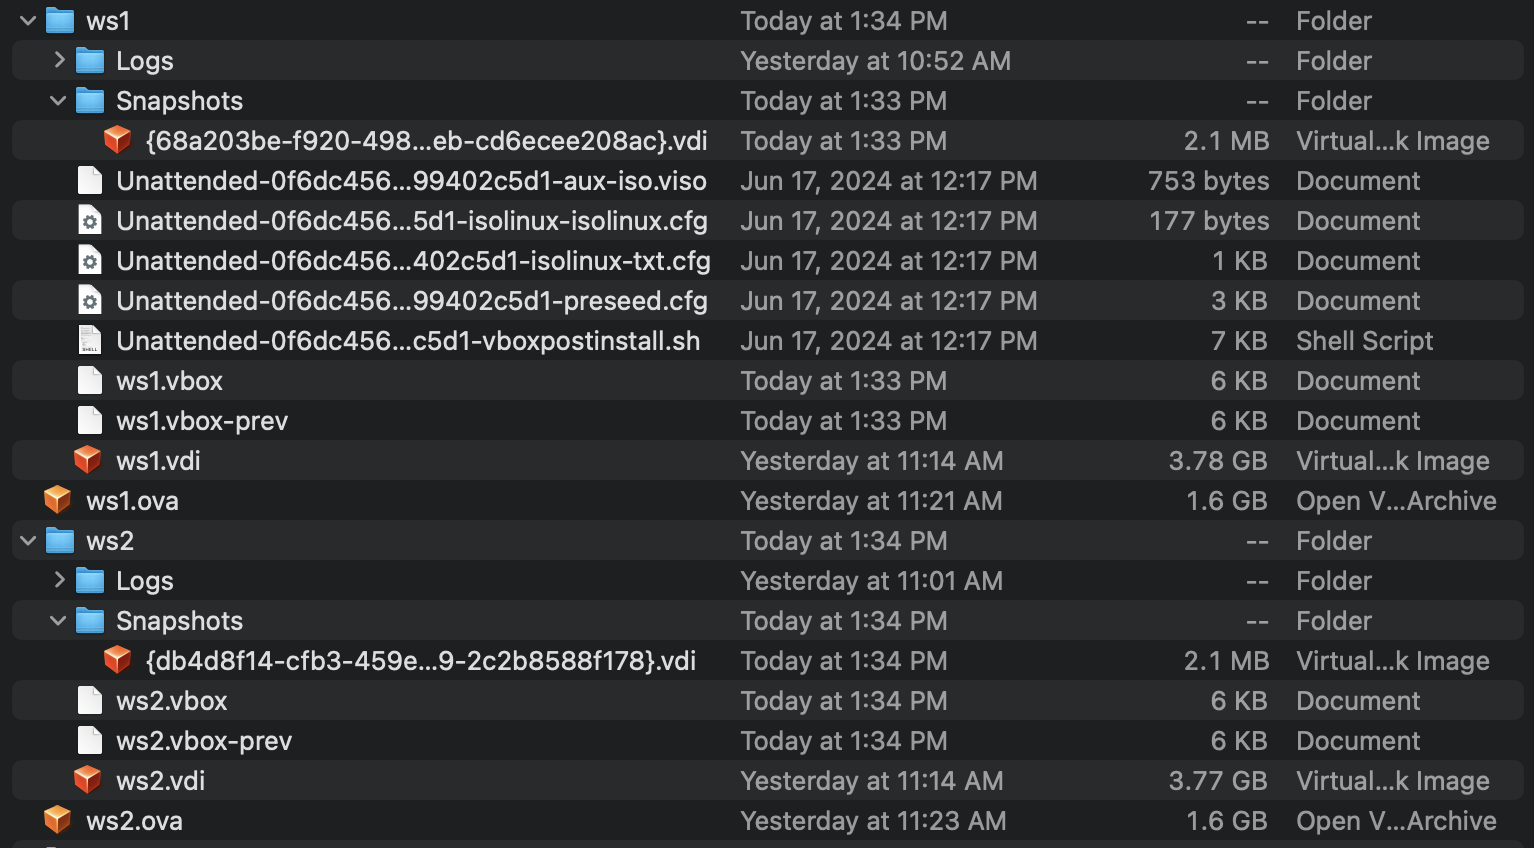 ws1 Today at 1:34 PM -- Folder
Logs Yesterday at 10:52 AM -- Folder
Snapshots Today at 1:33 PM -- Folder
{68a203be-f920-498...eb-cd6ecee208ac}.vdi Today at 1:33 PM 2.1 MB Virtual...k Image
Unattended-0f6dc456...99402c5d1-aux-iso.viso Jun 17, 2024 at 12:17 PM 753 bytes Document
Unattended-0f6dc456...5d1-isolinux-isolinux.cfg Jun 17, 2024 at 12:17 PM 177 bytes Document
Unattended-0f6dc456...402c5d1-isolinux-txt.cfg Jun 17, 2024 at 12:17 PM 1 KB Document
Unattended-0f6dc456...99402c5d1-preseed.cfg Jun 17, 2024 at 12:17 PM 3 KB Document
Unattended-0f6dc456...c5d1-vboxpostinstall.sh Jun 17, 2024 at 12:17 PM 7 KB Shell Script
ws1.vbox Today at 1:33 PM 6 KB Document
ws1.vbox-prev Today at 1:33 PM 6 KB Document
ws1.vdi Yesterday at 11:14 AM 3.78 GB Virtual...k Image
ws1.ova Yesterday at 11:21 AM 1.6 GB Open V...Archive
ws2 Today at 1:34 PM -- Folder
Logs Yesterday at 11:01 AM -- Folder
Snapshots Today at 1:34 PM -- Folder
{db4d8f14-cfb3-459e...9-2c2b8588f178}.vdi Today at 1:34 PM 2.1 MB Virtual...k Image
ws2.vbox Today at 1:34 PM 6 KB Document
ws2.vbox-prev Today at 1:34 PM 6 KB Document
ws2.vdi Yesterday at 11:14 AM 3.77 GB Virtual...k Image
ws2.ova Yesterday at 11:23 AM 1.6 GB Open V...Archive